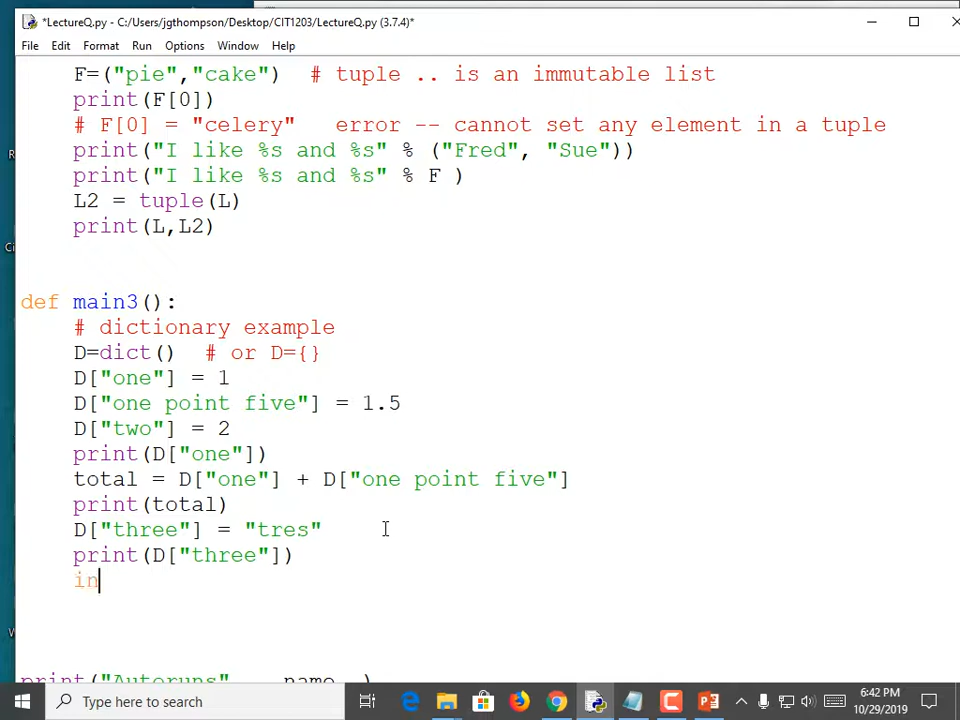 *LectureQ.py - C:/Users/jgthompson/Desktop/CIT1203/LectureQ.py (3.7.4)*
File Edit Format Run Options Window Help
F=("pie","cake")  # tuple .. is an immutable list
print(F[0])
# F[0] = "celery"   error -- cannot set any element in a tuple
print("I like %s and %s" % ("Fred", "Sue"))
print("I like %s and %s" % F )
L2 = tuple(L)
print(L,L2)
def main3():
# dictionary example
D=dict()  # or D={}
D["one"] = 1
D["one point five"] = 1.5
D["two"] = 2
print(D["one"])
total = D["one"] + D["one point five"]
print(total)
D["three"] = "tres"
print(D["three"])
in
print("Autoruns" name )
Type here to search
6:42 PM
10/29/2019